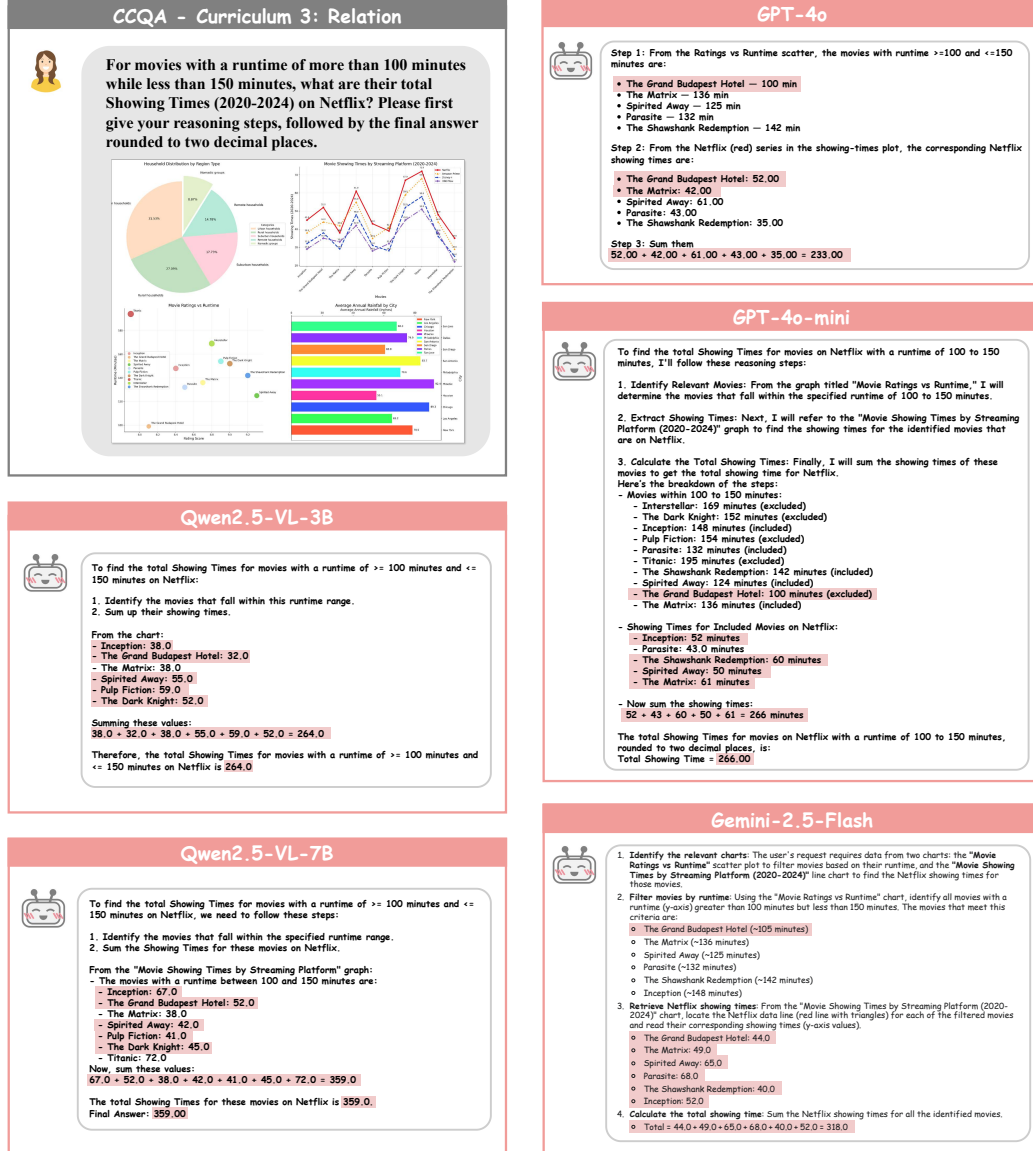 CCQA - Curriculum 3: Relation
For movies with a runtime of more than 100 minutes
while less than 150 minutes, what are their total
Showing Times (2020-2024) on Netflix? Please first
give your reasoning steps, followed by the final answer
rounded to two decimal places.
Household Distribution by Region Type
Movie Showing Times by Streaming Platform (2020-2024)
Movies
Movie Ratings vs Runtime
Rating Score
Average Annual Rainfall by City
Average Annual Rainfall (inches)
City
Qwen2.5-VL-3B
To find the total Showing Times for movies with a runtime of >= 100 minutes and <=
150 minutes on Netflix:
1. Identify the movies that fall within this runtime range.
2. Sum up their showing times.
From the chart:
- Inception: 38.0
- The Grand Budapest Hotel: 32.0
- The Matrix: 38.0
- Spirited Away: 55.0
- Pulp Fiction: 59.0
- The Dark Knight: 52.0
Summing these values:
38.0 + 32.0 + 38.0 + 55.0 + 59.0 + 52.0 = 264.0
Therefore, the total Showing Times for movies with a runtime of >= 100 minutes and
<= 150 minutes on Netflix is 264.0
Qwen2.5-VL-7B
To find the total Showing Times for movies with a runtime of >= 100 minutes and <=
150 minutes on Netflix, we need to follow these steps:
1. Identify the movies that fall within the specified runtime range.
2. Sum the Showing Times for these movies on Netflix.
From the "Movie Showing Times by Streaming Platform" graph:
- The movies with a runtime between 100 and 150 minutes are:
- Inception: 67.0
- The Grand Budapest Hotel: 52.0
- The Matrix: 38.0
- Spirited Away: 42.0
- Pulp Fiction: 41.0
- The Dark Knight: 45.0
- Titanic: 72.0
Now, sum these values:
67.0 + 52.0 + 38.0 + 42.0 + 41.0 + 45.0 + 72.0 = 359.0
The total Showing Times for these movies on Netflix is 359.0.
Final Answer: 359.00
GPT-4o
Step 1: From the Ratings vs Runtime scatter, the movies with runtime >=100 and <=150
minutes are:
• The Grand Budapest Hotel — 100 min
• The Matrix — 136 min
• Spirited Away — 125 min
• Parasite — 132 min
• The Shawshank Redemption — 142 min
Step 2: From the Netflix (red) series in the showing-times plot, the corresponding Netflix
showing times are:
• The Grand Budapest Hotel: 52.00
• The Matrix: 42.00
• Spirited Away: 61.00
• Parasite: 43.00
• The Shawshank Redemption: 35.00
Step 3: Sum them
52.00 + 42.00 + 61.00 + 43.00 + 35.00 = 233.00
GPT-4o-mini
To find the total Showing Times for movies on Netflix with a runtime of 100 to 150
minutes, I'll follow these reasoning steps:
1. Identify Relevant Movies: From the graph titled "Movie Ratings vs Runtime," I will
determine the movies that fall within the specified runtime of 100 to 150 minutes.
2. Extract Showing Times: Next, I will refer to the "Movie Showing Times by Streaming
Platform (2020-2024)" graph to find the showing times for the identified movies that
are on Netflix.
3. Calculate the Total Showing Times: Finally, I will sum the showing times of these
movies to get the total showing time for Netflix.
Here's the breakdown of the steps:
- Movies within 100 to 150 minutes:
- Interstellar: 169 minutes (excluded)
- The Dark Knight: 152 minutes (excluded)
- Inception: 148 minutes (included)
- Pulp Fiction: 154 minutes (excluded)
- Parasite: 132 minutes (included)
- Titanic: 195 minutes (excluded)
- The Shawshank Redemption: 142 minutes (included)
- Spirited Away: 124 minutes (included)
- The Grand Budapest Hotel: 100 minutes (excluded)
- The Matrix: 136 minutes (included)
- Showing Times for Included Movies on Netflix:
- Inception: 52 minutes
- Parasite: 43.0 minutes
- The Shawshank Redemption: 60 minutes
- Spirited Away: 50 minutes
- The Matrix: 61 minutes
- Now sum the showing times:
52 + 43 + 60 + 50 + 61 = 266 minutes
The total Showing Times for movies on Netflix with a runtime of 100 to 150 minutes,
rounded to two decimal places, is:
Total Showing Time = 266.00
Gemini-2.5-Flash
1. Identify the relevant charts: The user's request requires data from two charts: the "Movie
Ratings vs Runtime" scatter plot to filter movies based on their runtime, and the "Movie Showing
Times by Streaming Platform (2020-2024)" line chart to find the Netflix showing times for
those movies.
2. Filter movies by runtime: Using the "Movie Ratings vs Runtime" chart, identify all movies with a
runtime (y-axis) greater than 100 minutes but less than 150 minutes. The movies that meet this
criteria are:
○ The Grand Budapest Hotel (~105 minutes)
○ The Matrix (~136 minutes)
○ Spirited Away (~125 minutes)
○ Parasite (~132 minutes)
○ The Shawshank Redemption (~142 minutes)
○ Inception (~148 minutes)
3. Retrieve Netflix showing times: From the "Movie Showing Times by Streaming Platform (2020-
2024)" chart, locate the Netflix data line (red line with triangles) for each of the filtered movies
and read their corresponding showing times (y-axis values).
○ The Grand Budapest Hotel: 44.0
○ The Matrix: 49.0
○ Spirited Away: 65.0
○ Parasite: 68.0
○ The Shawshank Redemption: 40.0
○ Inception: 52.0
4. Calculate the total showing time: Sum the Netflix showing times for all the identified movies.
○ Total = 44.0 + 49.0 + 65.0 + 68.0 + 40.0 + 52.0 = 318.0